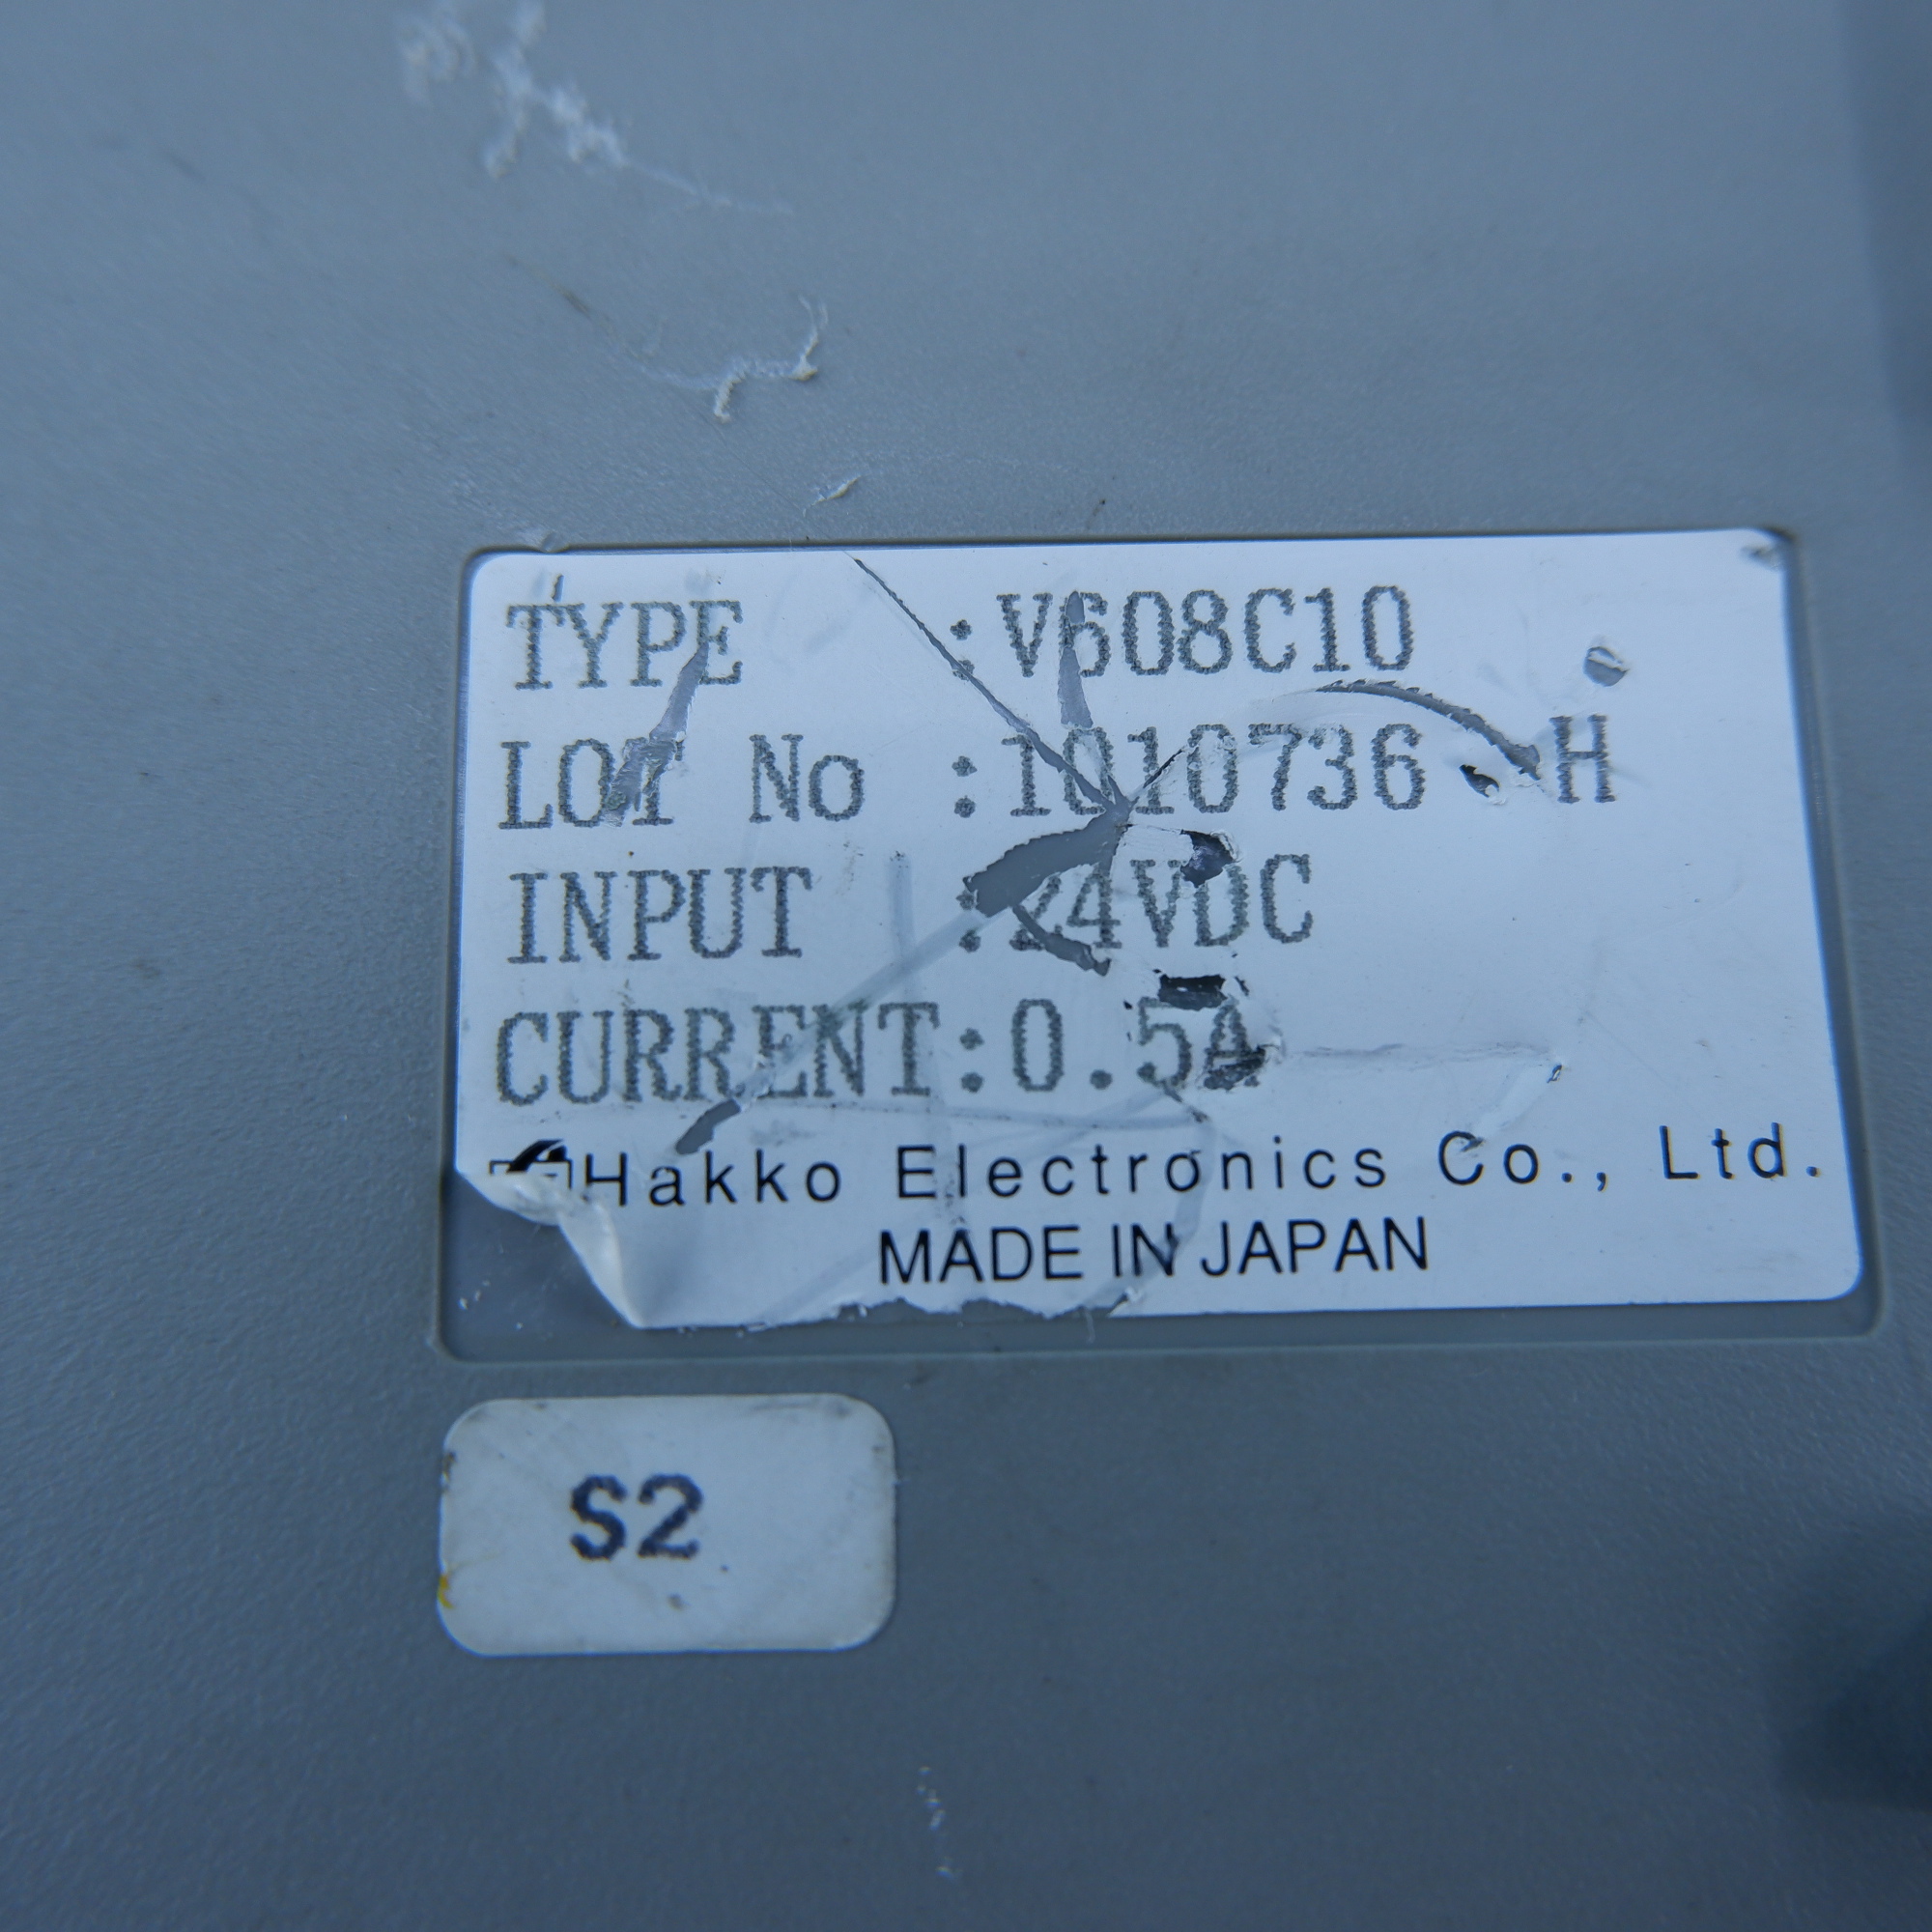 TYPE :V608C10
LOT No :1010736 H
INPUT :24VDC
CURRENT:0.5A
Hakko Electronics Co., Ltd.
MADE IN JAPAN
S2